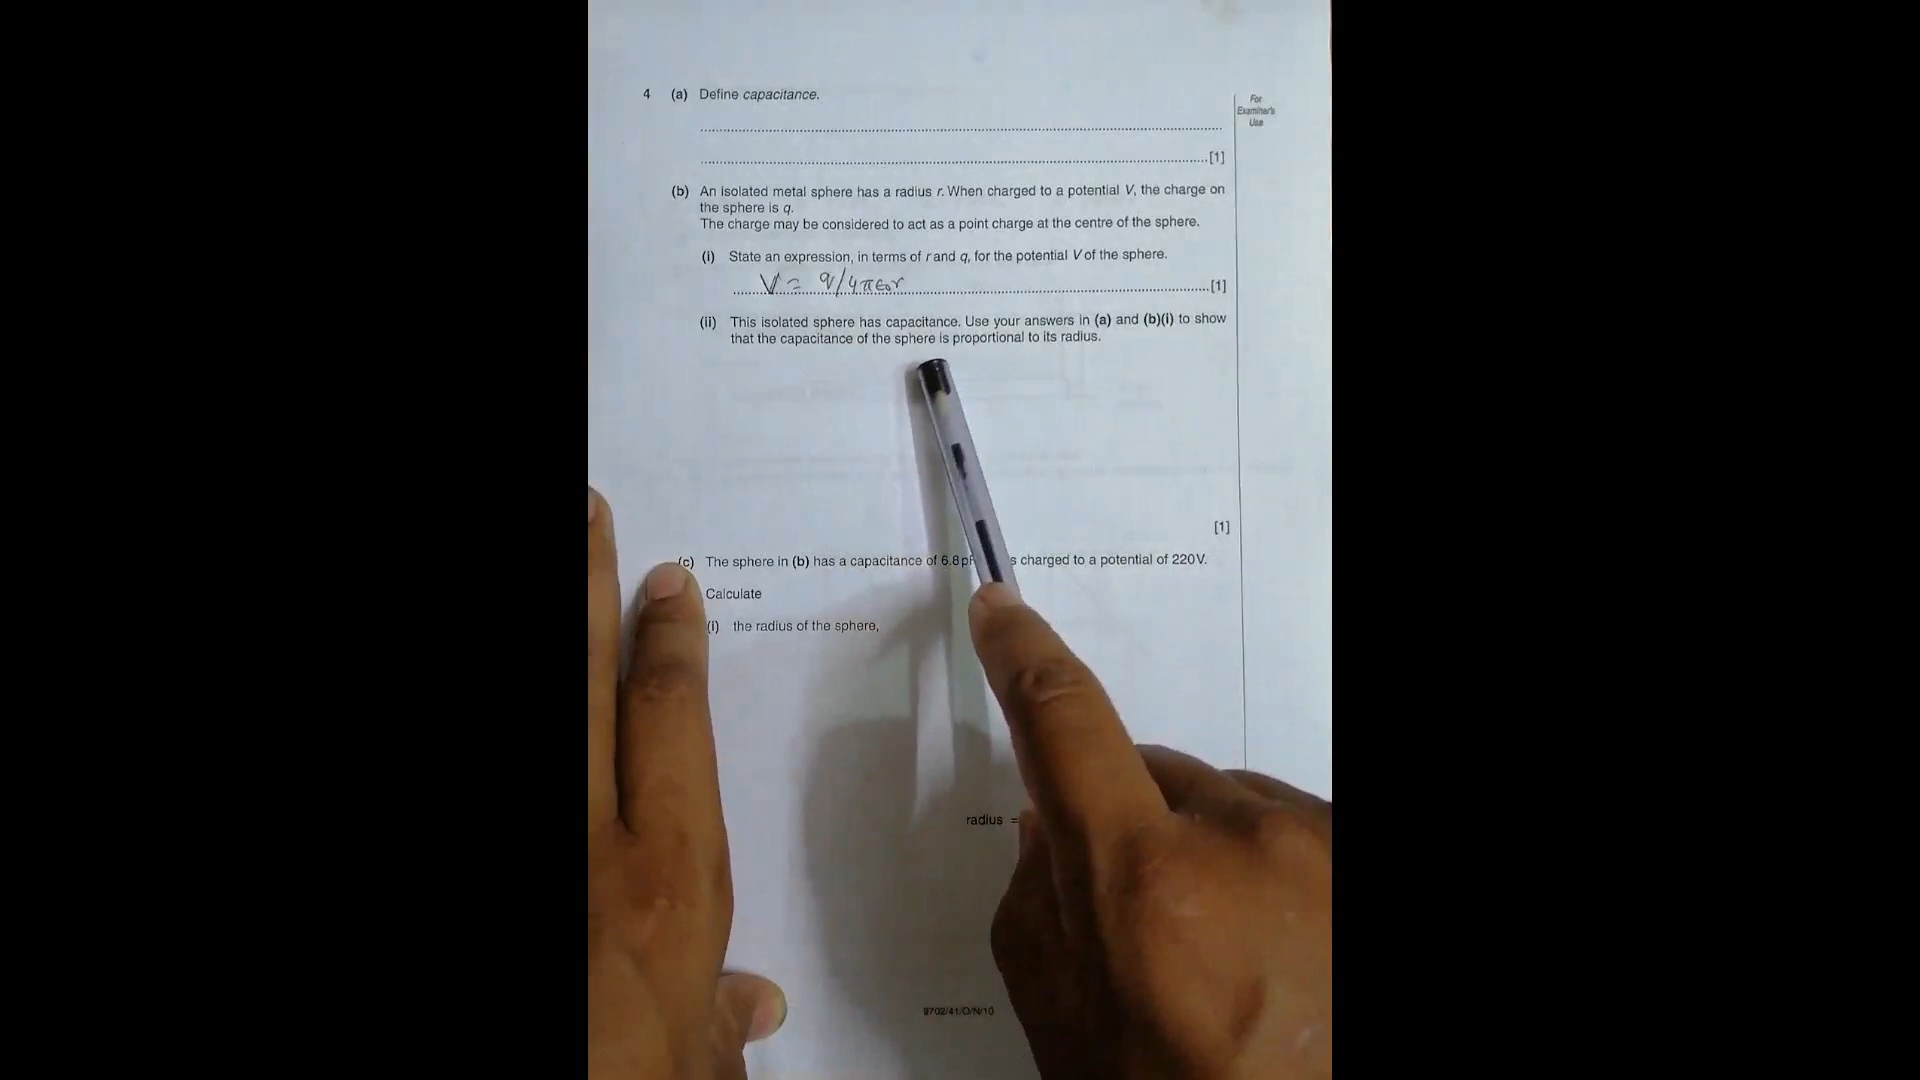 4 (a) Define capacitance.
For
Examiner's
Use
[1]
(b) An isolated metal sphere has a radius r. When charged to a potential V, the charge on
the sphere is q.
The charge may be considered to act as a point charge at the centre of the sphere.
(i) State an expression, in terms of r and q, for the potential V of the sphere.
V = q/4πε₀r [1]
(ii) This isolated sphere has capacitance. Use your answers in (a) and (b)(i) to show
that the capacitance of the sphere is proportional to its radius.
[1]
(c) The sphere in (b) has a capacitance of 6.8 s charged to a potential of 220V.
Calculate
(i) the radius of the sphere,
radius =
9702/41/O/N/10